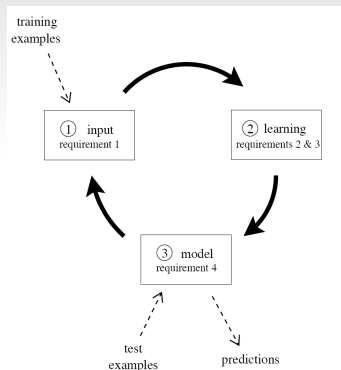 training
examples
① input
requirement 1
② learning
requirements 2 & 3
③ model
requirement 4
test
examples
predictions